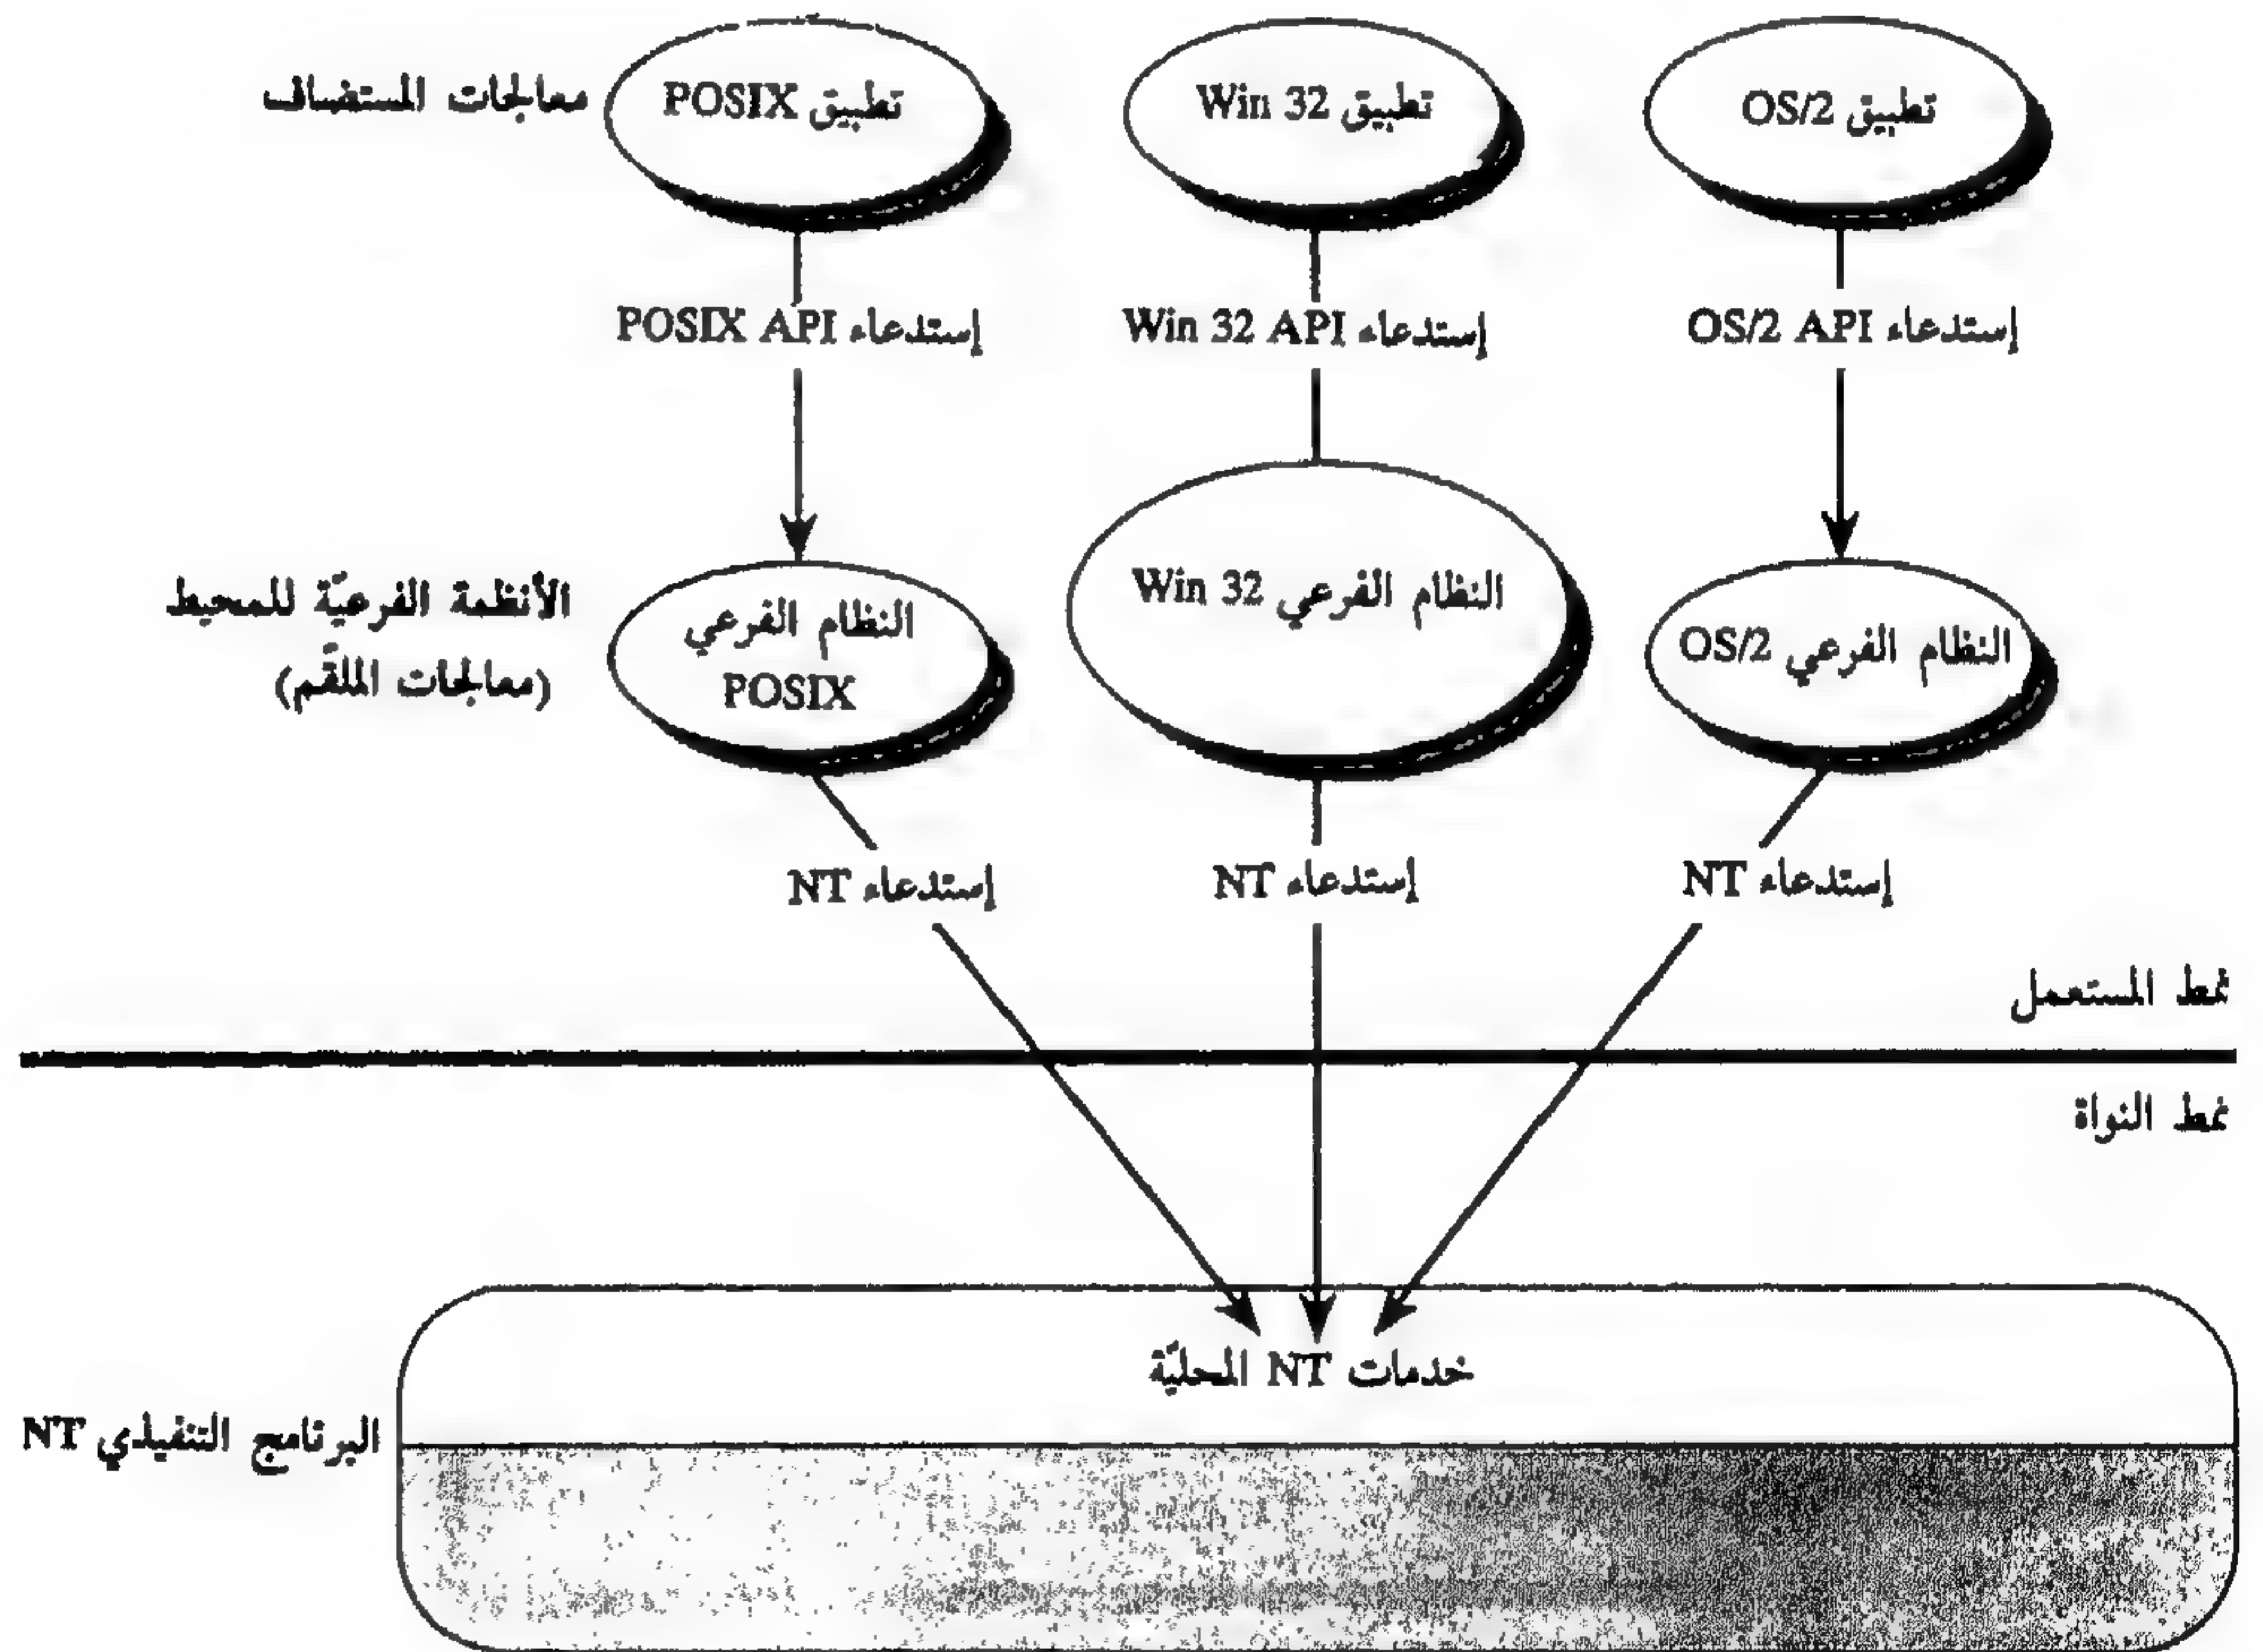 معالجات المستضاف
تطبيق POSIX
تطبيق Win 32
تطبيق OS/2
إستدعاء POSIX API
إستدعاء Win 32 API
إستدعاء OS/2 API
الأنظمة الفرعيّة للمحيط
(معالجات الملقّم)
النظام الفرعي
POSIX
النظام الفرعي Win 32
النظام الفرعي OS/2
إستدعاء NT
إستدعاء NT
إستدعاء NT
نمط المستعمل
نمط النواة
خدمات NT المحليّة
البرنامج التنفيذي NT